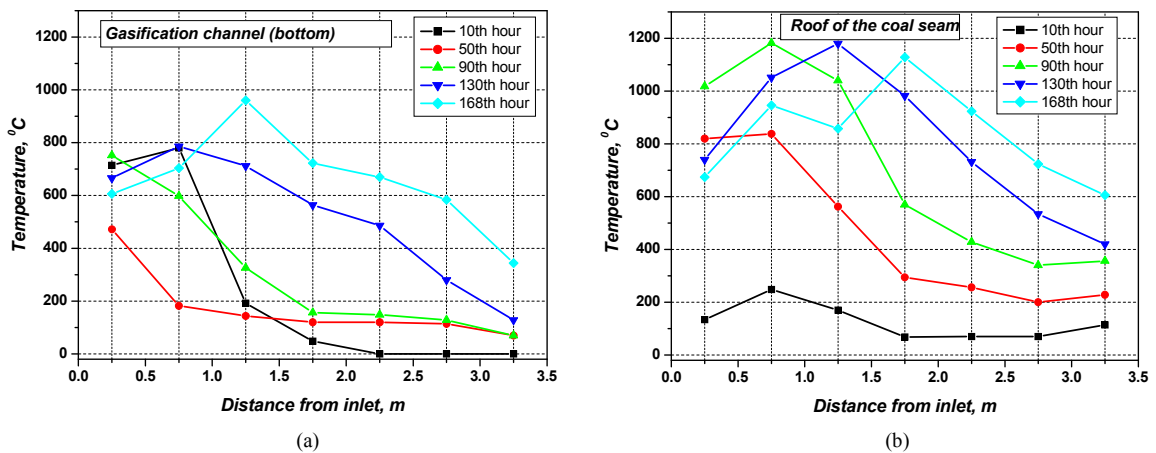 Gasification channel (bottom)
10th hour
50th hour
90th hour
130th hour
168th hour
1200
1000
800
600
400
200
0
Temperature, ⁰C
0.0 0.5 1.0 1.5 2.0 2.5 3.0 3.5
Distance from inlet, m
(a)
Roof of the coal seam
10th hour
50th hour
90th hour
130th hour
168th hour
1200
1000
800
600
400
200
0
Temperature, ⁰C
0.0 0.5 1.0 1.5 2.0 2.5 3.0 3.5
Distance from inlet, m
(b)